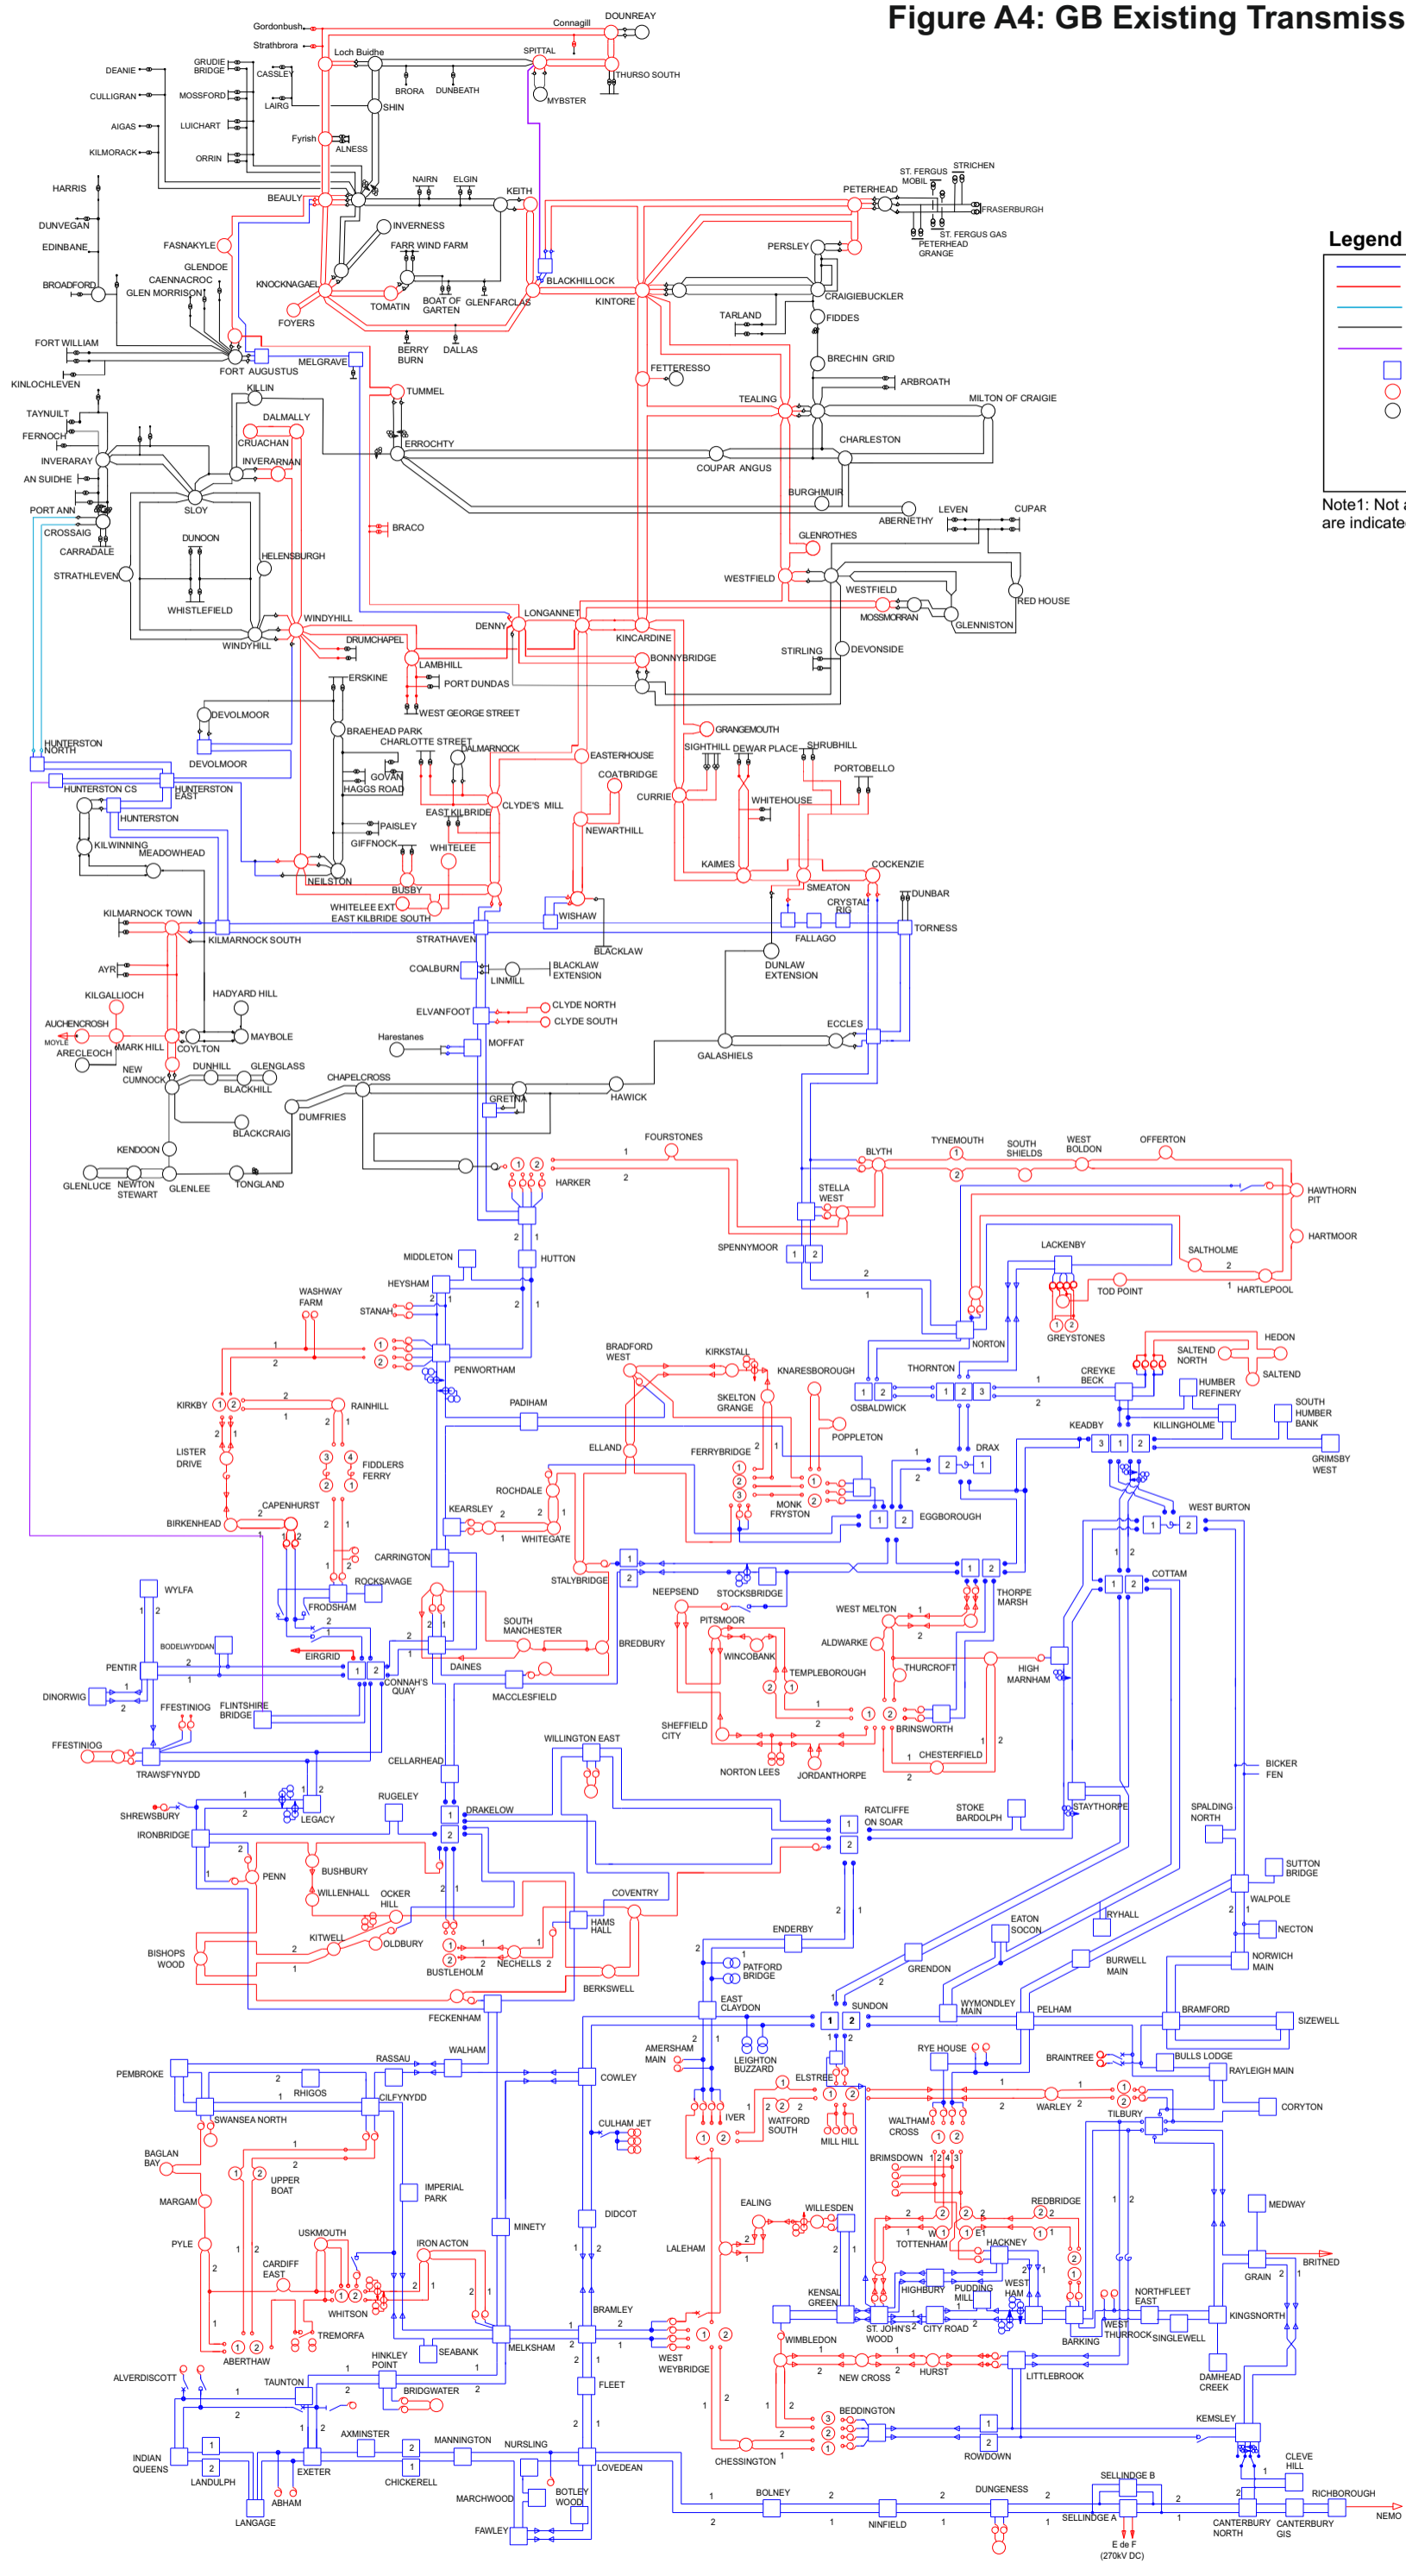 Figure A4: GB Existing Transmiss
Gordonbush
Connagill
DOUNREAY
Strathbrora
Loch Buidhe
SPITTAL
DEANIE
GRUDIE
BRIDGE
CASSLEY
THURSO SOUTH
CULLIGRAN
MOSSFORD
LAIRG
BRORA
DUNBEATH
MYBSTER
SHIN
AIGAS
LUICHART
Fyrish
ALNESS
KILMORACK
ORRIN
HARRIS
NAIRN
ELGIN
KEITH
BEAULY
ST. FERGUS
MOBIL
STRICHEN
PETERHEAD
FRASERBURGH
DUNVEGAN
INVERNESS
ST. FERGUS GAS
PETERHEAD
GRANGE
EDINBANE
FASNAKYLE
FARR WIND FARM
PERSLEY
Legend
GLENDOE
CAENNACROC
GLEN MORRISON
BROADFORD
KNOCKNAGAEL
TOMATIN
BOAT OF
GARTEN
GLENFARCLAS
BLACKHILLOCK
KINTORE
CRAIGIEBUCKLER
FOYERS
TARLAND
FIDDES
FORT WILLIAM
BERRY
BURN
DALLAS
KINLOCHLEVEN
FORT AUGUSTUS
MELGRAVE
BRECHIN GRID
FETTERESSO
ARBROATH
KILLIN
TUMMEL
TEALING
MILTON OF CRAIGIE
TAYNUILT
DALMALLY
FERNOCH
CRUACHAN
ERROCHTY
CHARLESTON
INVERARAY
INVERARNAN
COUPAR ANGUS
AN SUIDHE
SLOY
BURGHMUIR
ABERNETHY
PORT ANN
CROSSAIG
CARRADALE
DUNOON
BRACO
LEVEN
CUPAR
Note1: Not a
are indicate
HELENSBURGH
GLENROTHES
STRATHLEVEN
WHISTLEFIELD
WESTFIELD
WESTFIELD
RED HOUSE
MOSSMORRAN
GLENNISTON
WINDYHILL
WINDYHILL
DENNY
LONGANNET
KINCARDINE
DRUMCHAPEL
LAMBHILL
BONNYBRIDGE
STIRLING
DEVONSIDE
ERSKINE
PORT DUNDAS
WEST GEORGE STREET
DEVOLMOOR
BRAEHEAD PARK
GRANGEMOUTH
HUNTERSTON
NORTH
DEVOLMOOR
CHARLOTTE STREET
DALMARNOCK
EASTERHOUSE
SIGHTHILL
DEWAR PLACE
SHRUBHILL
GOVAN
HAGGS ROAD
COATBRIDGE
PORTOBELLO
HUNTERSTON CS
HUNTERSTON
EAST
CLYDE'S MILL
CURRIE
WHITEHOUSE
HUNTERSTON
EAST KILBRIDE
PAISLEY
NEWARTHILL
KILWINNING
GIFFNOCK
WHITELEE
MEADOWHEAD
KAIMES
COCKENZIE
NEILSTON
BUSBY
SMEATON
DUNBAR
WHITELEE EXT
EAST KILBRIDE SOUTH
WISHAW
CRYSTAL
RIG
KILMARNOCK TOWN
KILMARNOCK SOUTH
STRATHAVEN
FALLAGO
TORNESS
BLACKLAW
AYR
COALBURN
LINMILL
BLACKLAW
EXTENSION
DUNLAW
EXTENSION
KILGALLIOCH
HADYARD HILL
CLYDE NORTH
ELVANFOOT
CLYDE SOUTH
AUCHENCROSH
MOYLE
MARK HILL
COYLTON
MAYBOLE
ECCLES
Harestanes
MOFFAT
GALASHIELS
ARECLEOCH
NEW
CUMNOCK
DUNHILL
GLENGLASS
BLACKHILL
CHAPELCROSS
GRETNA
HAWICK
BLACKCRAIG
DUMFRIES
KENDOON
FOURSTONES
TYNEMOUTH
SOUTH
SHIELDS
WEST
BOLDON
OFFERTON
BLYTH
GLENLUCE
NEWTON
STEWART
GLENLEE
TONGLAND
HARKER
STELLA
WEST
HAWTHORN
PIT
SPENNYMOOR
HARTMOOR
MIDDLETON
HUTTON
LACKENBY
SALTHOLME
HEYSHAM
TOD POINT
HARTLEPOOL
WASHWAY
FARM
STANAH
GREYSTONES
NORTON
HEDON
PENWORTHAM
BRADFORD
WEST
KIRKSTALL
KNARESBOROUGH
THORNTON
CREYKE
BECK
SALTEND
NORTH
SALTEND
SKELTON
GRANGE
HUMBER
REFINERY
KIRKBY
RAINHILL
PADIHAM
OSBALDWICK
SOUTH
HUMBER
BANK
POPPLETON
KEADBY
KILLINGHOLME
LISTER
DRIVE
ELLAND
FERRYBRIDGE
DRAX
GRIMSBY
WEST
FIDDLERS
FERRY
ROCHDALE
CAPENHURST
KEARSLEY
MONK
FRYSTON
WEST BURTON
BIRKENHEAD
WHITEGATE
EGGBOROUGH
CARRINGTON
STALYBRIDGE
WYLFA
ROCKSAVAGE
NEEPSEND
STOCKSBRIDGE
THORPE
MARSH
COTTAM
FRODSHAM
PITSMOOR
WEST MELTON
BODELWYDDAN
SOUTH
MANCHESTER
EIRGRID
BREDBURY
WINCOBANK
ALDWARKE
PENTIR
CONNAH'S
QUAY
DAINES
TEMPLEBOROUGH
THURCROFT
HIGH
MARNHAM
DINORWIG
MACCLESFIELD
FFESTINIOG
FLINTSHIRE
BRIDGE
SHEFFIELD
CITY
BRINSWORTH
FFESTINIOG
WILLINGTON EAST
TRAWSFYNYDD
CELLARHEAD
NORTON LEES
JORDANTHORPE
CHESTERFIELD
BICKER
FEN
SHREWSBURY
LEGACY
RUGELEY
DRAKELOW
RATCLIFFE
ON SOAR
STOKE
BARDOLPH
STAYTHORPE
SPALDING
NORTH
IRONBRIDGE
BUSHBURY
SUTTON
BRIDGE
PENN
WILLENHALL
OCKER
HILL
COVENTRY
WALPOLE
RYHALL
KITWELL
OLDBURY
HAMS
HALL
ENDERBY
EATON
SOCON
NECTON
BISHOPS
WOOD
BUSTLEHOLM
NECHELLS
BERKSWELL
PATFORD
BRIDGE
GRENDON
BURWELL
MAIN
NORWICH
MAIN
FECKENHAM
EAST
CLAYDON
SUNDON
WYMONDLEY
MAIN
PELHAM
BRAMFORD
SIZEWELL
AMERSHAM
MAIN
LEIGHTON
BUZZARD
RYE HOUSE
BRAINTREE
BULLS LODGE
RAYLEIGH MAIN
PEMBROKE
RASSAU
WALHAM
COWLEY
RHIGOS
CILFYNYDD
ELSTREE
WARLEY
TILBURY
CORYTON
SWANSEA NORTH
CULHAM JET
IVER
WATFORD
SOUTH
MILL HILL
WALTHAM
CROSS
BAGLAN
BAY
UPPER
BOAT
BRIMSDOWN
IMPERIAL
PARK
MARGAM
EALING
WILLESDEN
REDBRIDGE
MEDWAY
DIDCOT
MINETY
PYLE
USKMOUTH
IRON ACTON
LALEHAM
TOTTENHAM
HACKNEY
BRITNED
GRAIN
CARDIFF
EAST
HIGHBURY
PUDDING
MILL
WEST
HAM
NORTHFLEET
EAST
WHITSON
BRAMLEY
KENSAL
GREEN
ST. JOHN'S
WOOD
CITY ROAD
BARKING
WEST
THURROCK
SINGLEWELL
KINGSNORTH
ABERTHAW
TREMORFA
SEABANK
MELKSHAM
WEST
WEYBRIDGE
WIMBLEDON
NEW CROSS
HURST
LITTLEBROOK
DAMHEAD
CREEK
ALVERDISCOTT
TAUNTON
HINKLEY
POINT
BRIDGWATER
FLEET
BEDDINGTON
KEMSLEY
AXMINSTER
MANNINGTON
NURSLING
CHESSINGTON
ROWDOWN
INDIAN
QUEENS
LANDULPH
EXETER
CHICKERELL
LOVEDEAN
CLEVE
HILL
ABHAM
LANGAGE
MARCHWOOD
BOTLEY
WOOD
FAWLEY
BOLNEY
NINFIELD
DUNGENESS
SELLINDGE B
SELLINDGE A
RICHBOROUGH
CANTERBURY
NORTH
CANTERBURY
GIS
NEMO
E de F
(270kV DC)